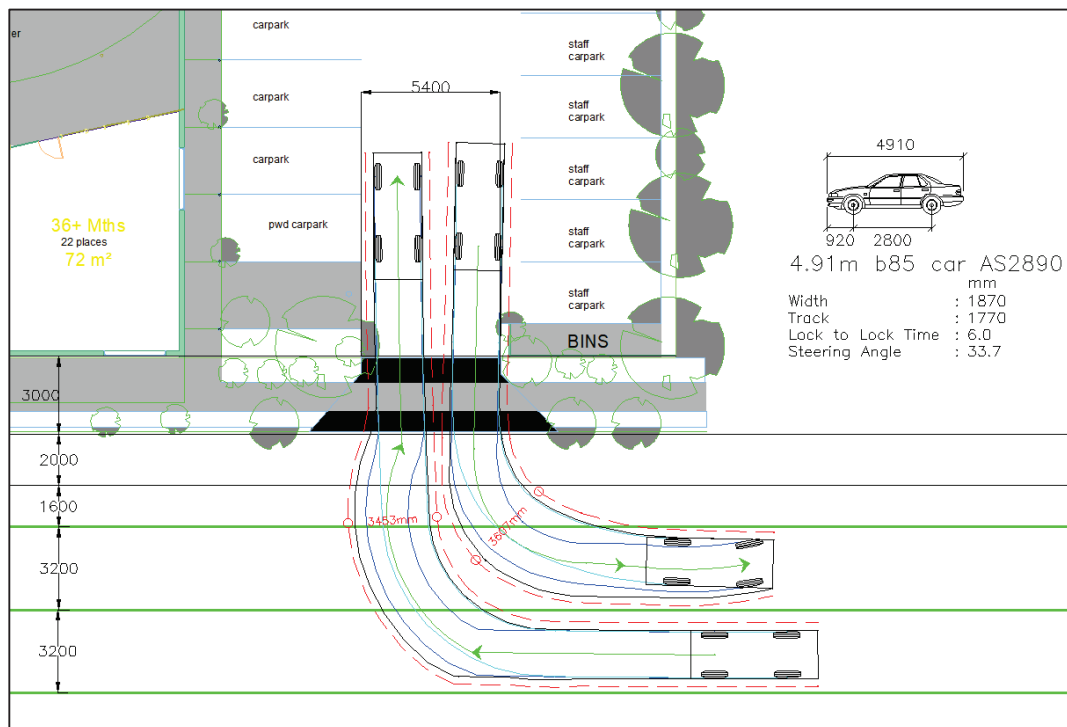 er
carpark
carpark
carpark
carpark
pwd carpark
36+ Mths
22 places
72 m²
5400
staff
carpark
staff
carpark
staff
carpark
staff
carpark
staff
carpark
BINS
4910
920
2800
4.91m b85 car AS2890
mm
Width : 1870
Track : 1770
Lock to Lock Time : 6.0
Steering Angle : 33.7
3000
2000
1600
3200
3200
3453mm
3607mm